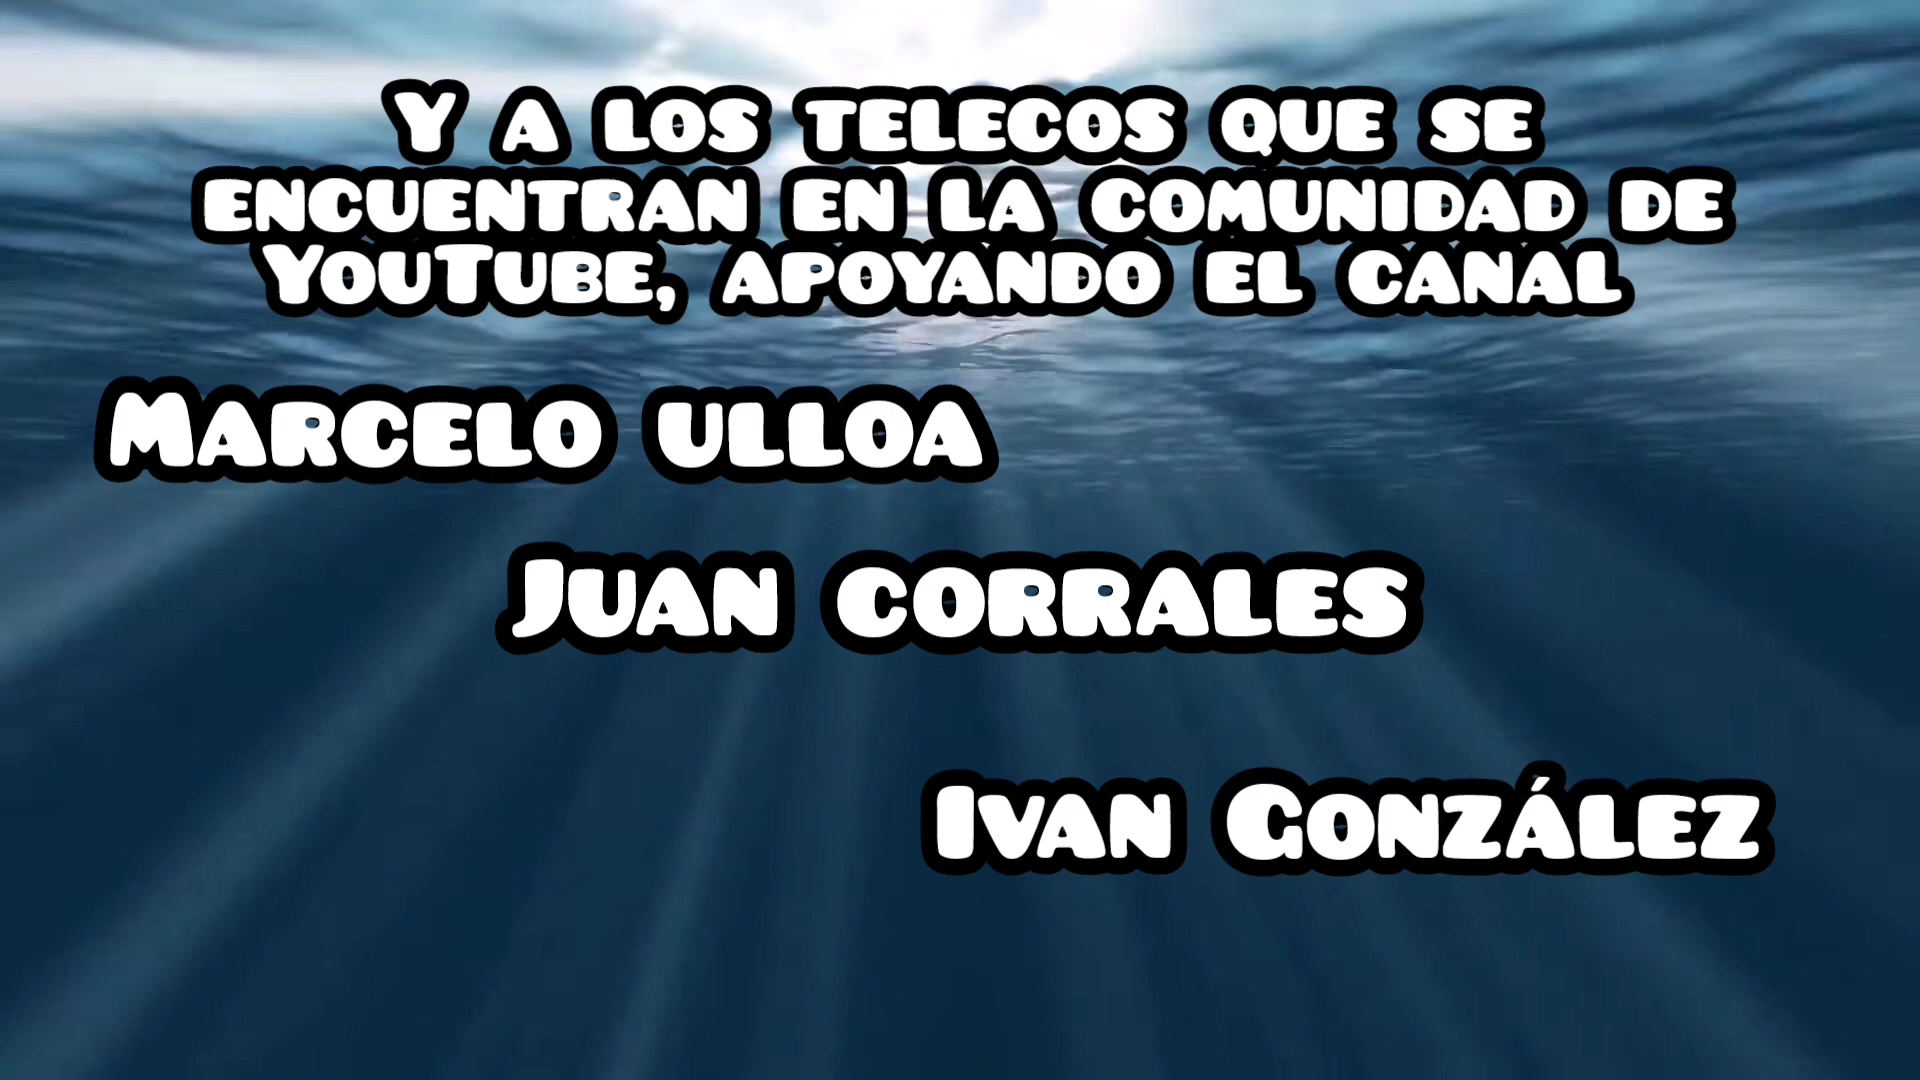 Y a los telecos que se
encuentran en la comunidad de
YouTube, apoyando el canal
Marcelo ulloa
Juan corrales
Ivan González